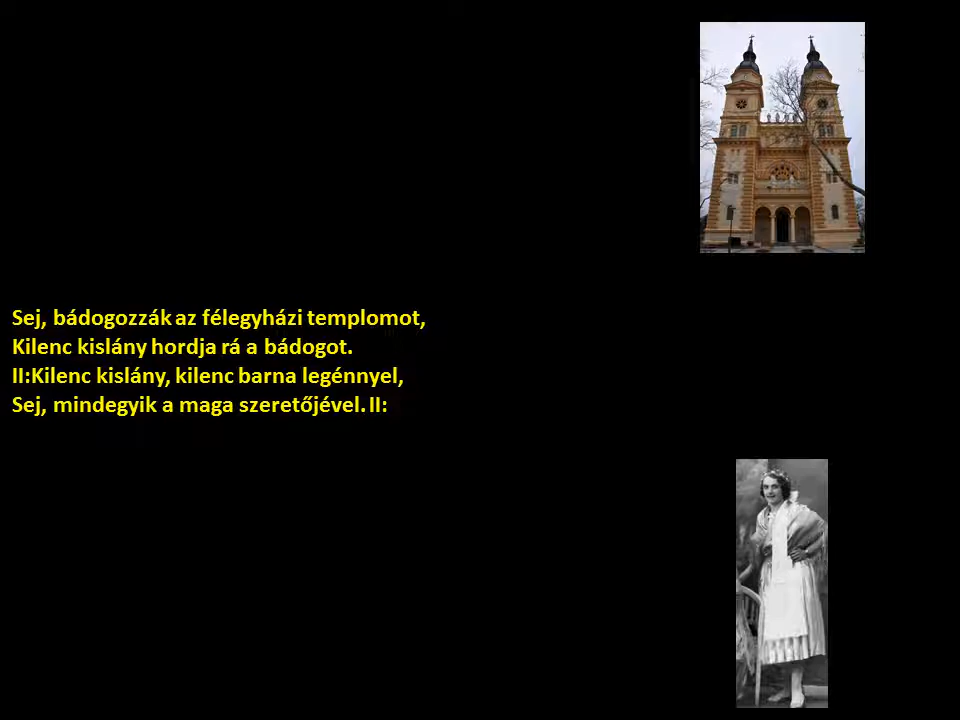 Sej, bádogozzák az félegyházi templomot,
Kilenc kislány hordja rá a bádogot.
II:Kilenc kislány, kilenc barna legénnyel,
Sej, mindegyik a maga szeretőjével. II: